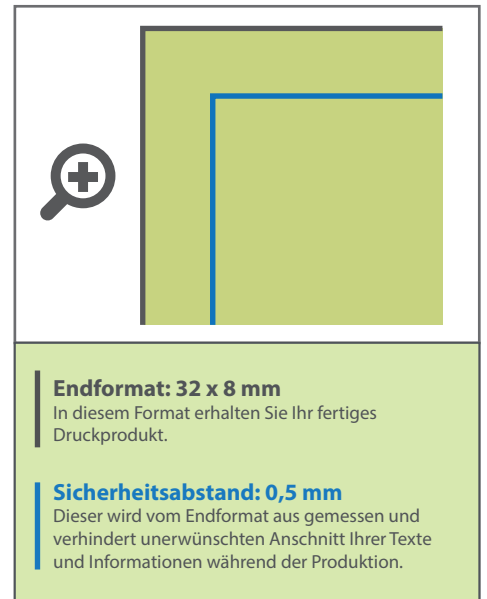 Endformat: 32 x 8 mm
In diesem Format erhalten Sie Ihr fertiges
Druckprodukt.
Sicherheitsabstand: 0,5 mm
Dieser wird vom Endformat aus gemessen und
verhindert unerwünschten Anschnitt Ihrer Texte
und Informationen während der Produktion.